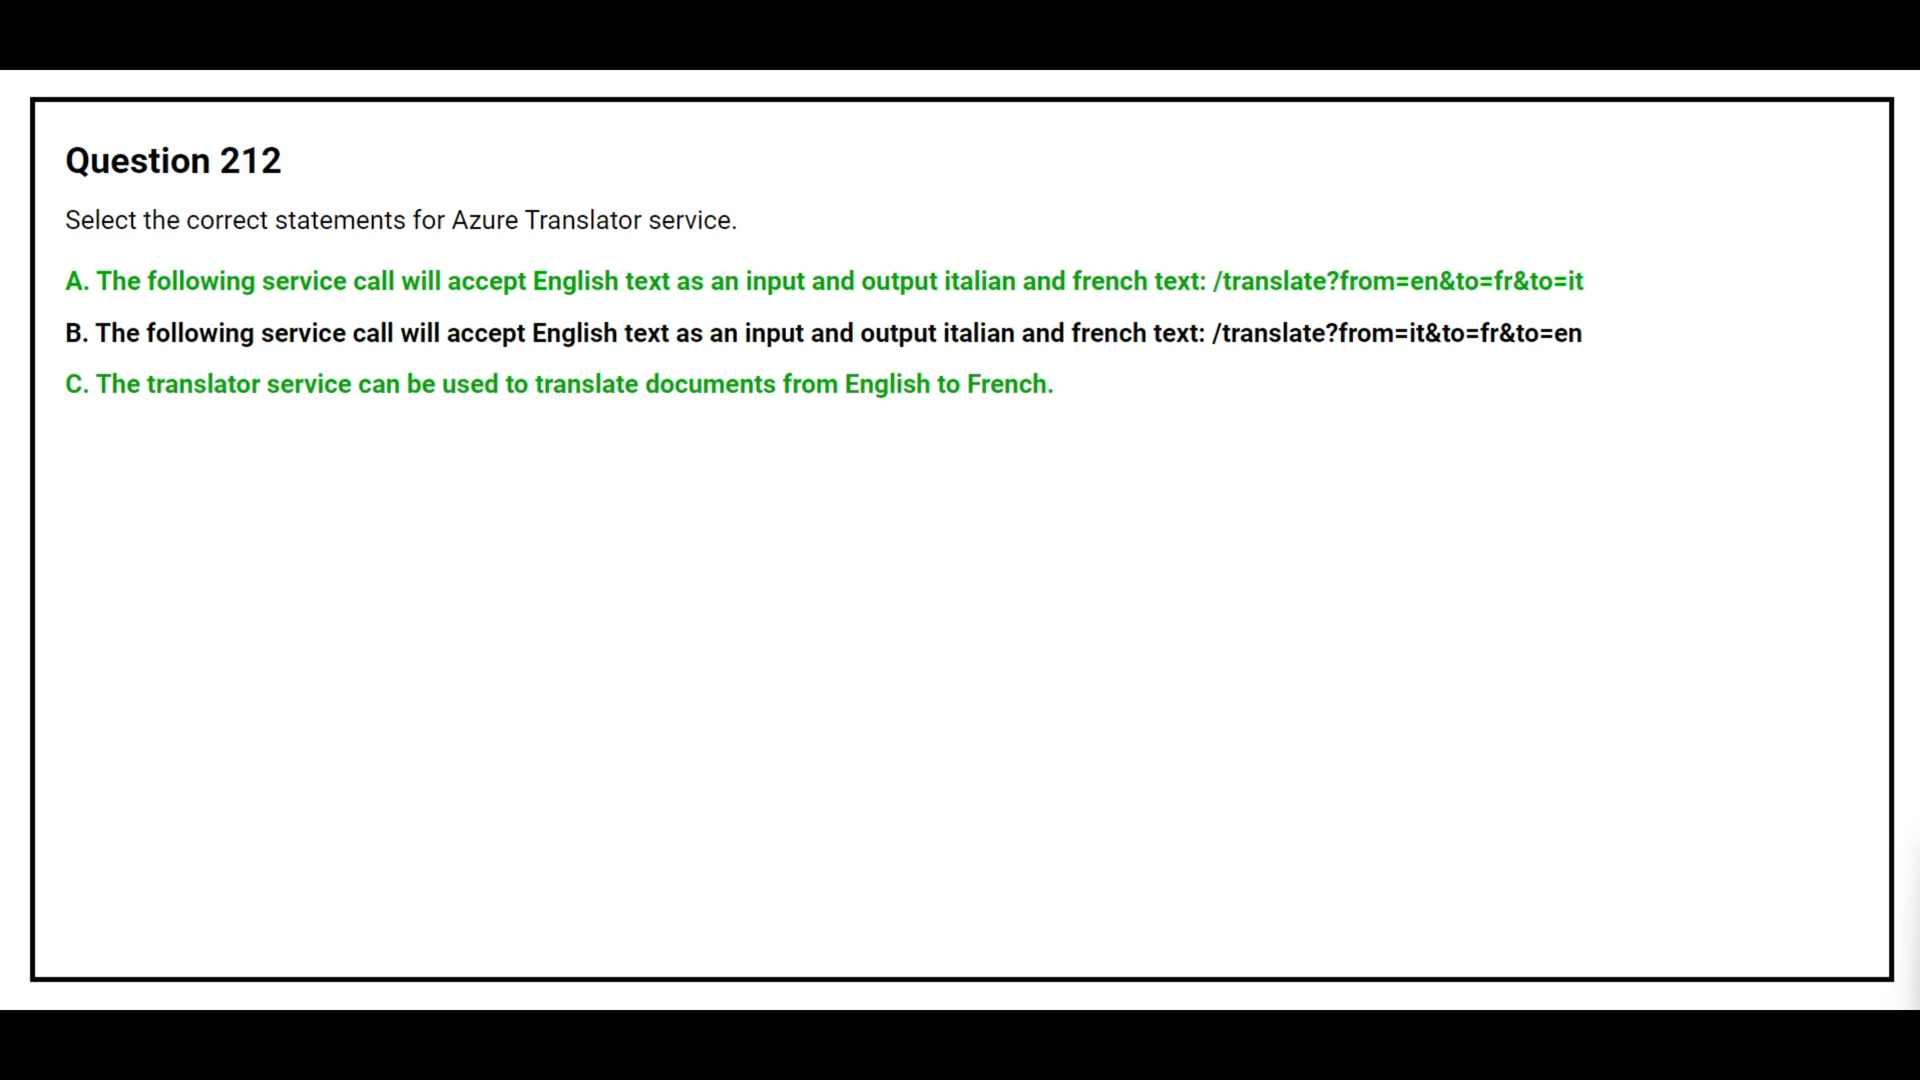 Question 212
Select the correct statements for Azure Translator service.
A. The following service call will accept English text as an input and output italian and french text: /translate?from=en&to=fr&to=it
B. The following service call will accept English text as an input and output italian and french text: /translate?from=it&to=fr&to=en
C. The translator service can be used to translate documents from English to French.